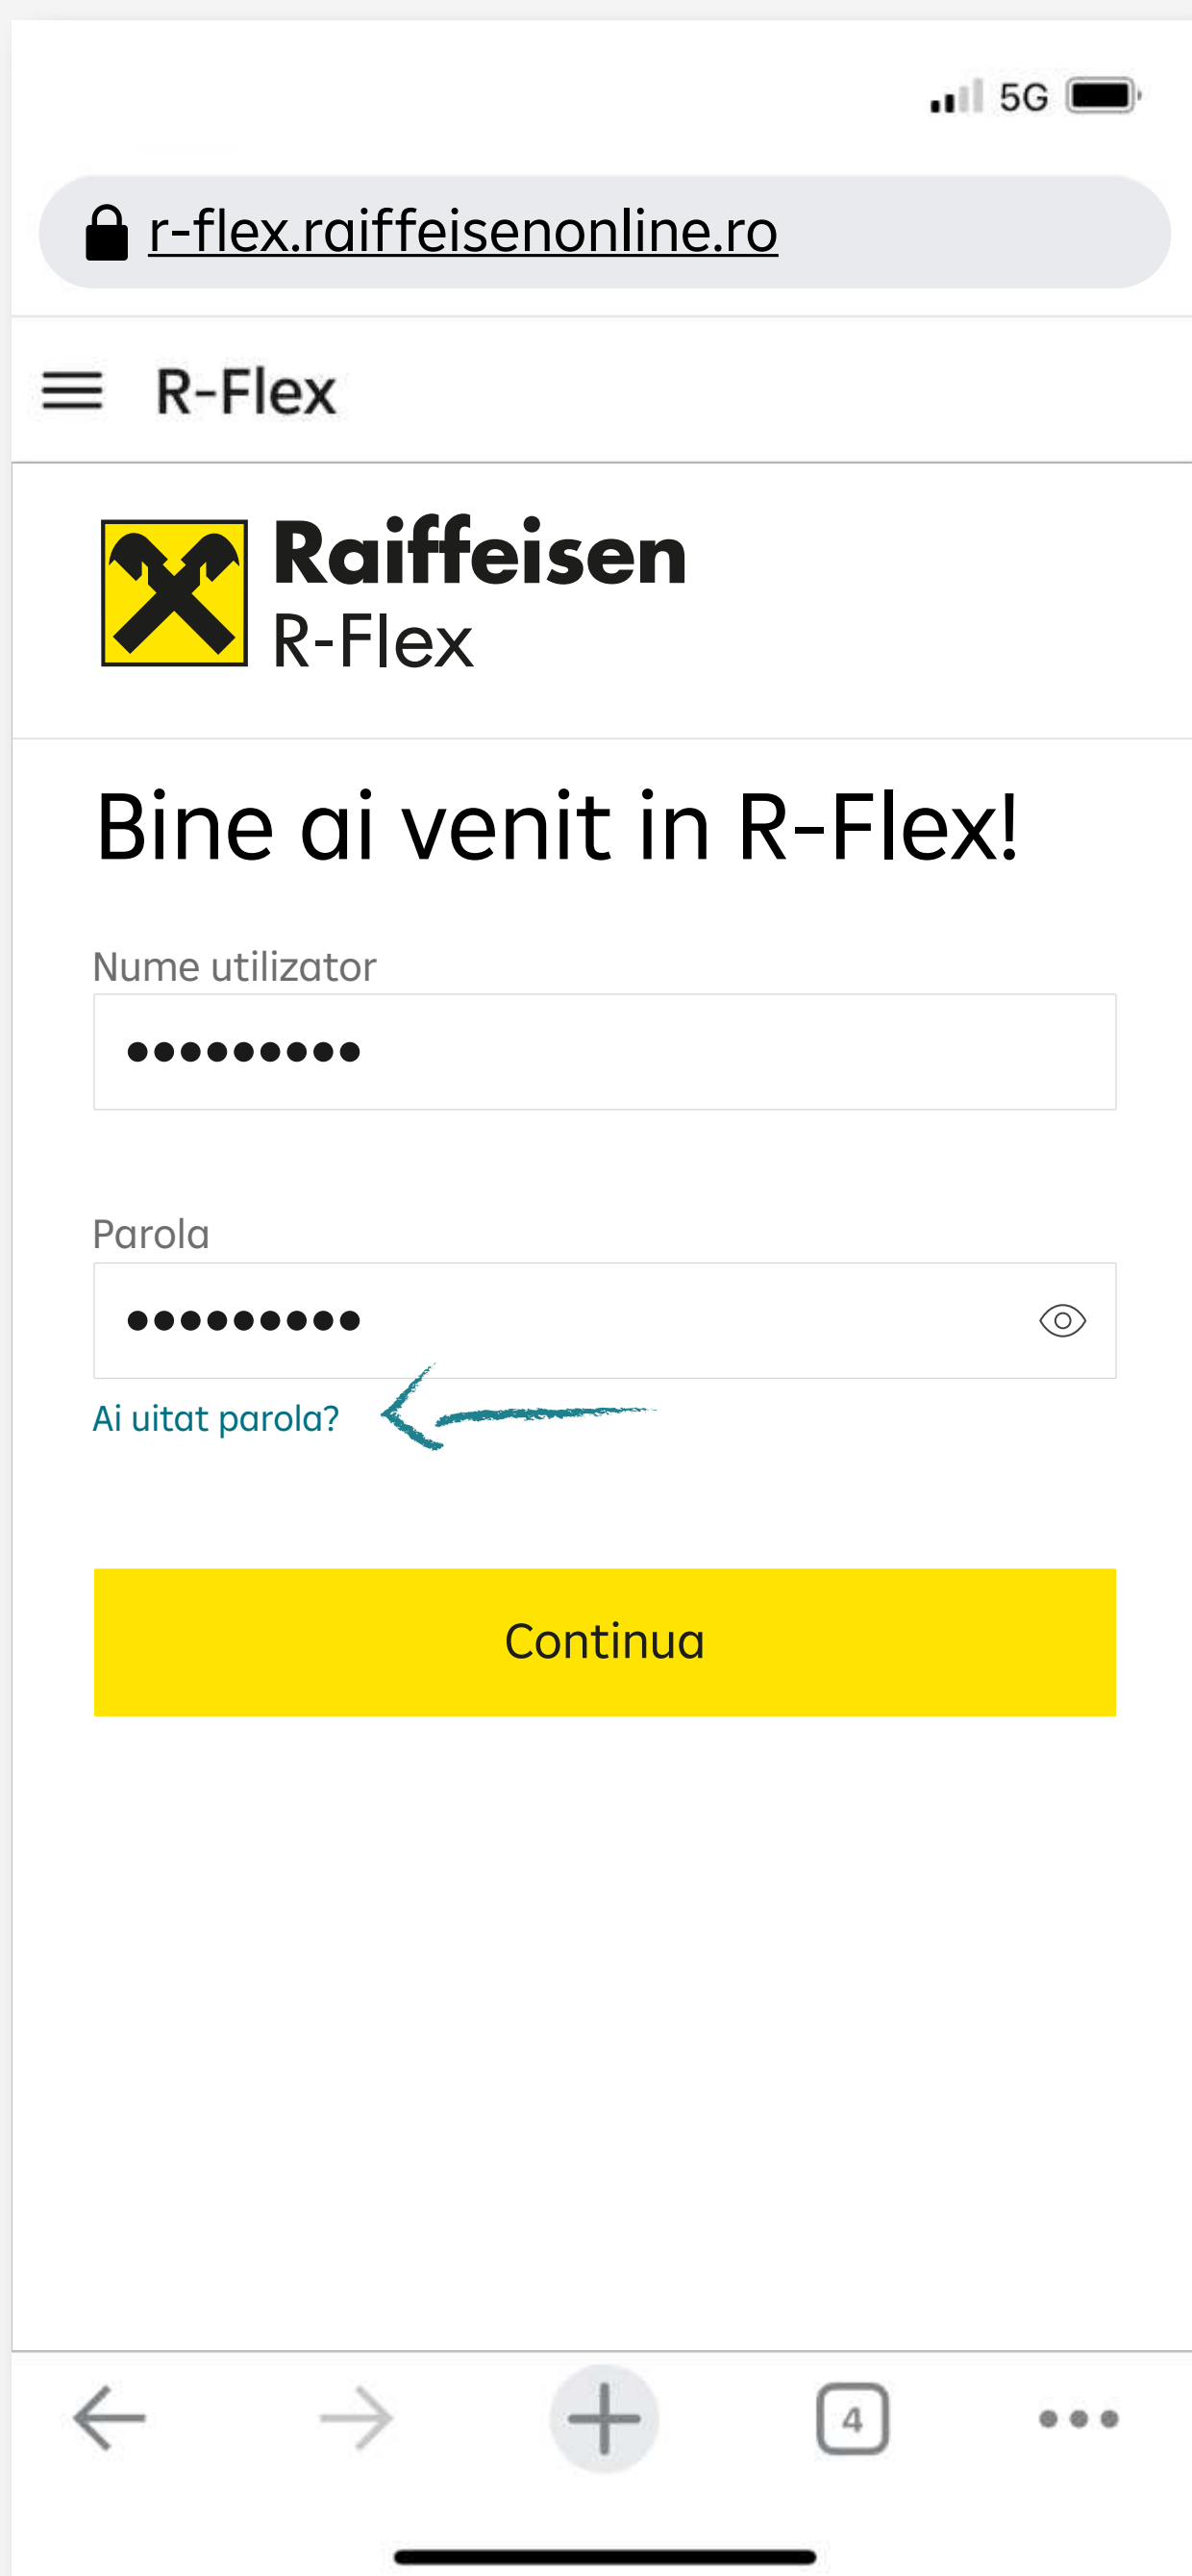 5G
r-flex.raiffeisenonline.ro
R-Flex
Raiffeisen
R-Flex
Bine ai venit in R-Flex!
Nume utilizator
•••••••••
Parola
•••••••••
Ai uitat parola?
Continua
4